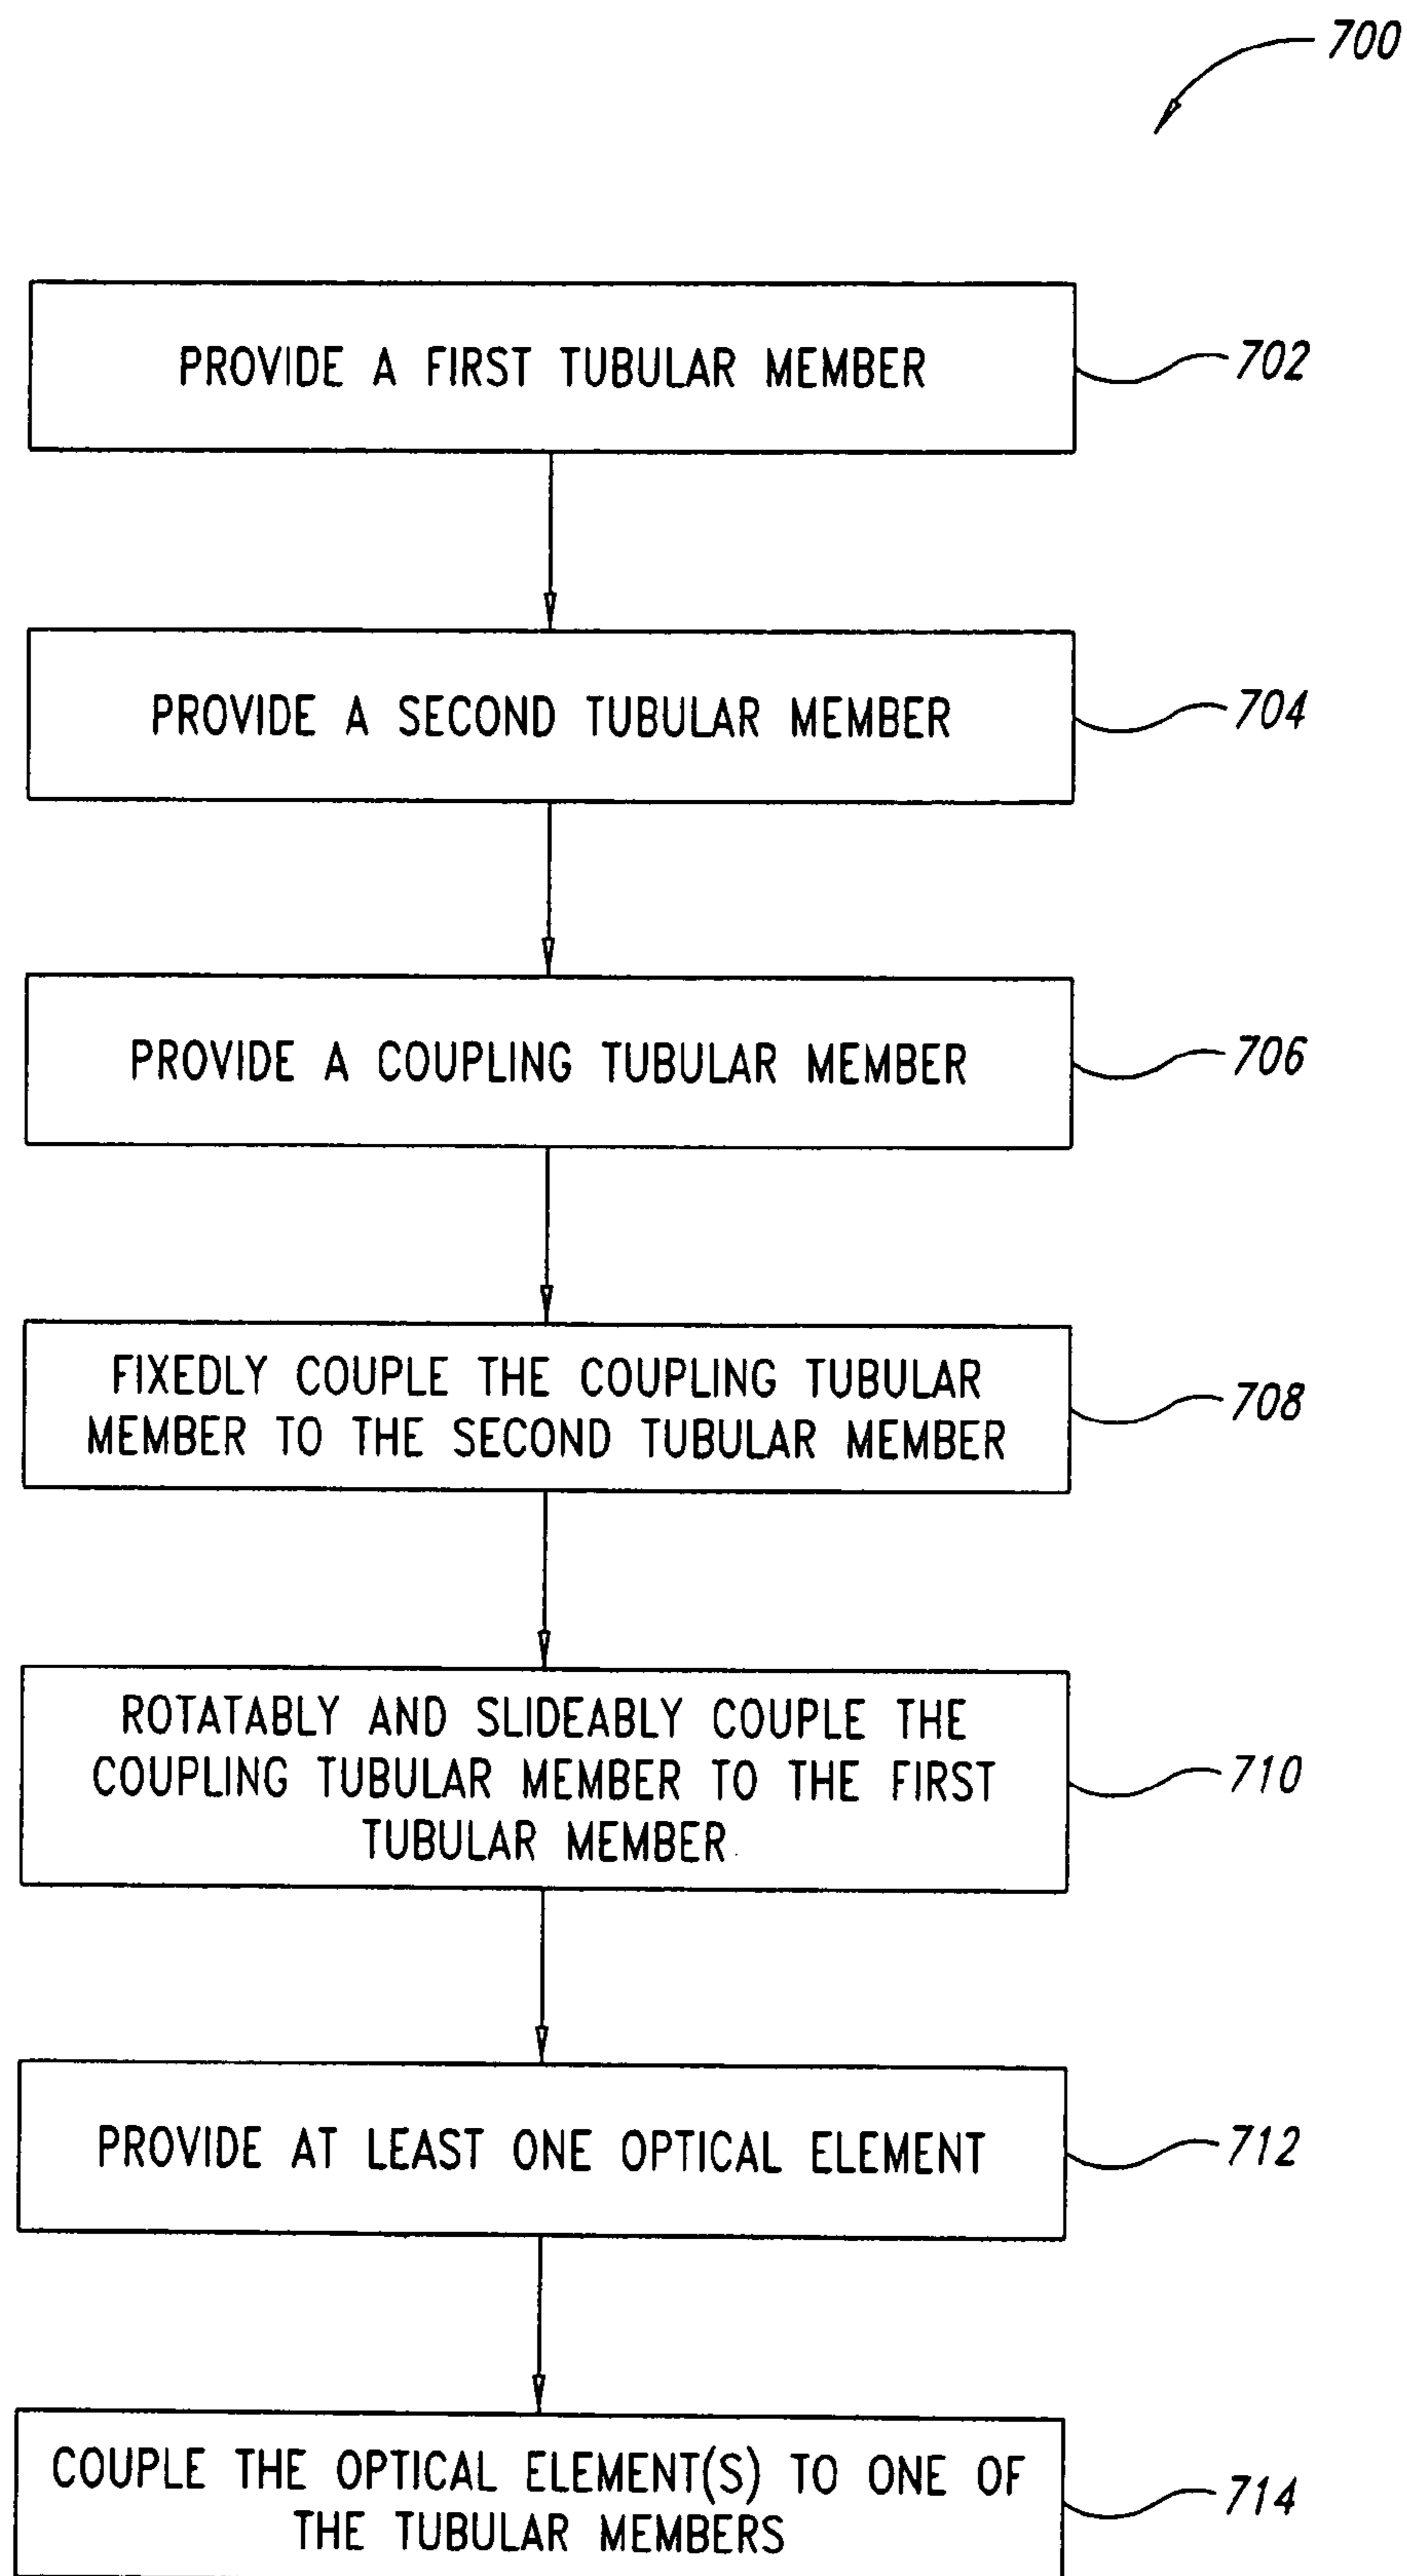 700
PROVIDE A FIRST TUBULAR MEMBER
702
PROVIDE A SECOND TUBULAR MEMBER
704
PROVIDE A COUPLING TUBULAR MEMBER
706
FIXEDLY COUPLE THE COUPLING TUBULAR
MEMBER TO THE SECOND TUBULAR MEMBER
708
ROTATABLY AND SLIDEABLY COUPLE THE
COUPLING TUBULAR MEMBER TO THE FIRST
TUBULAR MEMBER
710
PROVIDE AT LEAST ONE OPTICAL ELEMENT
712
COUPLE THE OPTICAL ELEMENT(S) TO ONE OF
THE TUBULAR MEMBERS
714